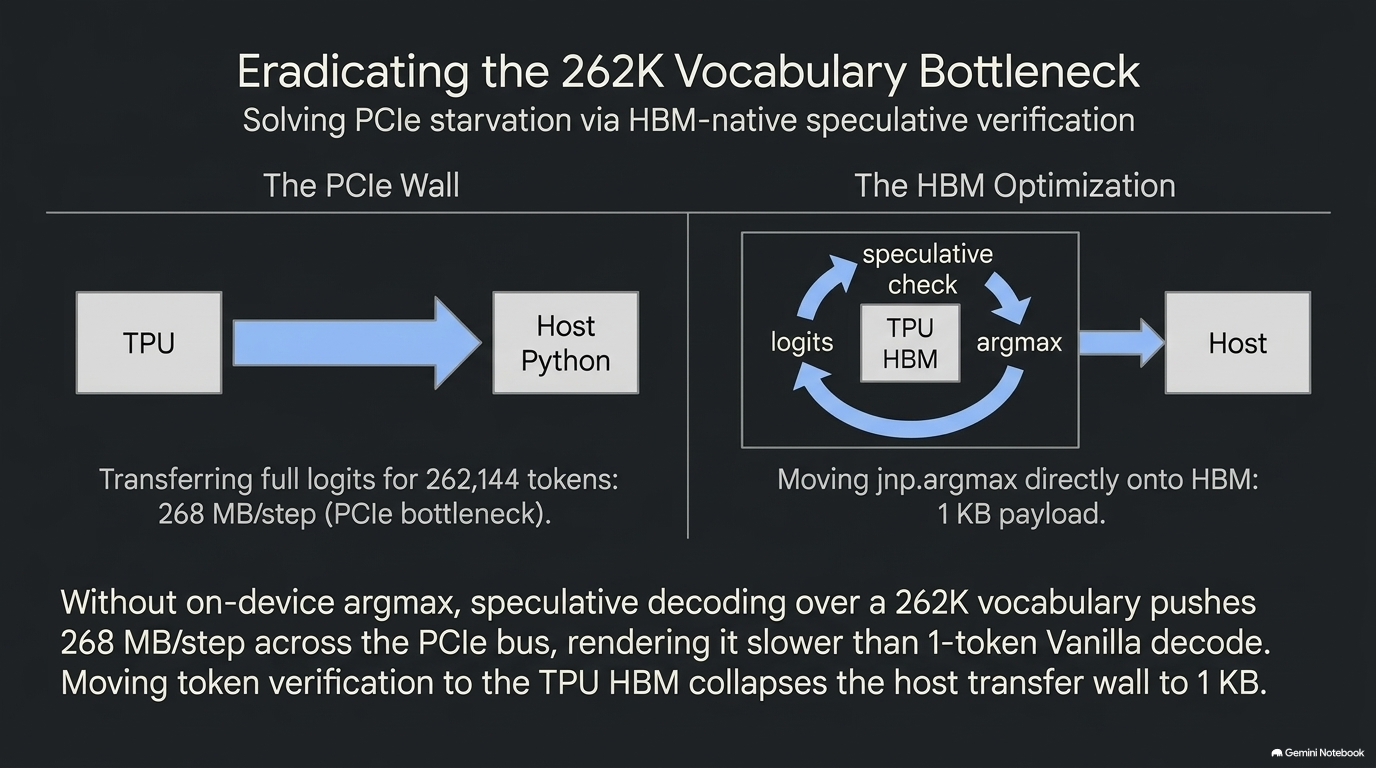 Eradicating the 262K Vocabulary Bottleneck
Solving PCIe starvation via HBM-native speculative verification
The PCIe Wall
TPU
Host
Python
Transferring full logits for 262,144 tokens:
268 MB/step (PCIe bottleneck).
The HBM Optimization
speculative
check
logits
TPU
HBM
argmax
Host
Moving jnp.argmax directly onto HBM:
1 KB payload.
Without on-device argmax, speculative decoding over a 262K vocabulary pushes
268 MB/step across the PCIe bus, rendering it slower than 1-token Vanilla decode.
Moving token verification to the TPU HBM collapses the host transfer wall to 1 KB.
Gemini Notebook